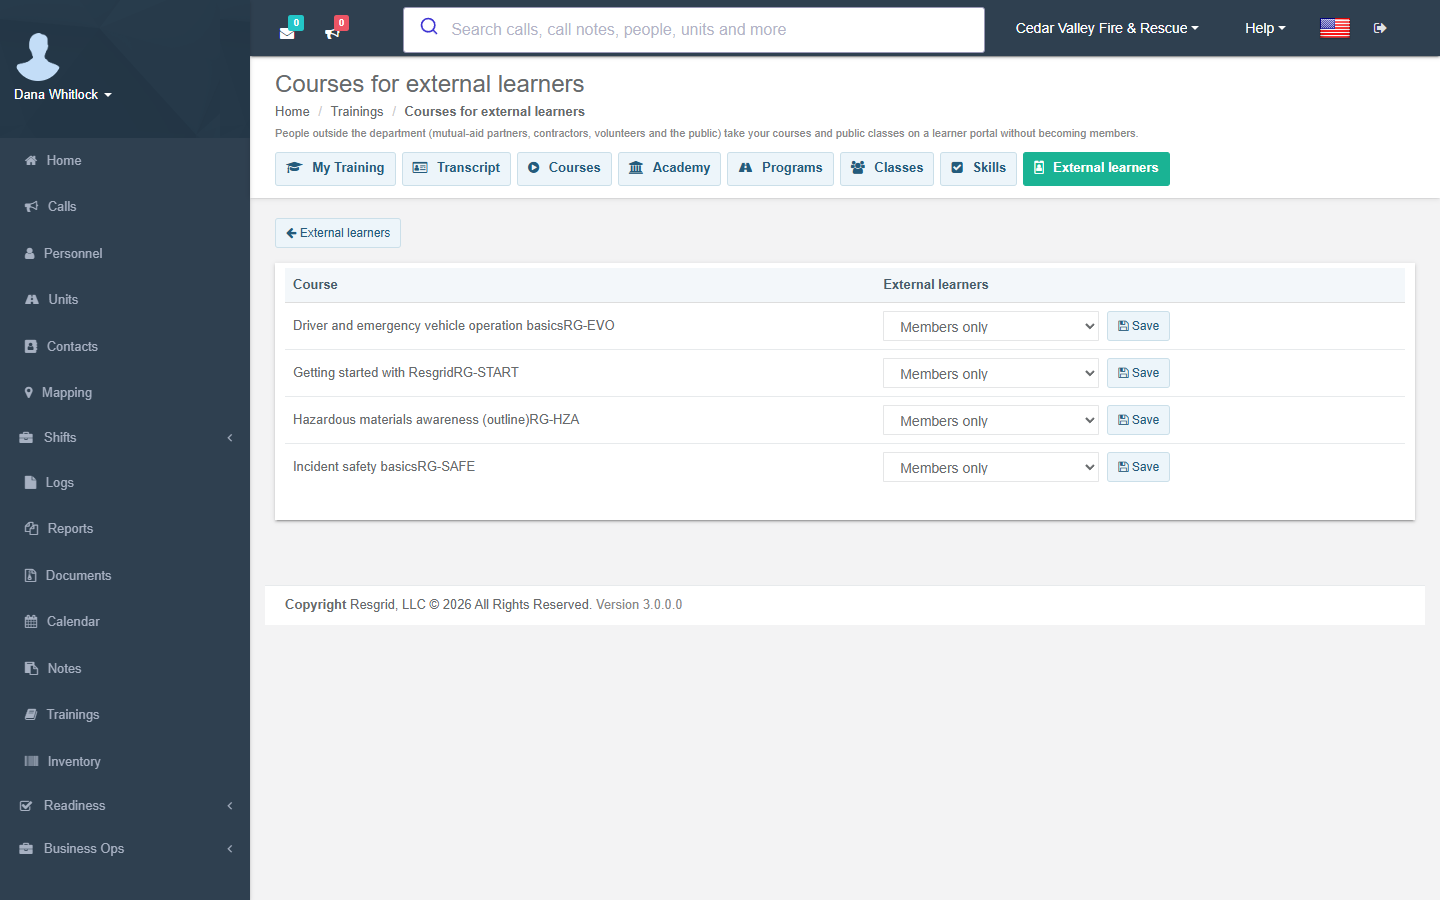 0
0
Search calls, call notes, people, units and more
Cedar Valley Fire & Rescue
Help
Dana Whitlock
Home
Calls
Personnel
Units
Contacts
Mapping
Shifts
Logs
Reports
Documents
Calendar
Notes
Trainings
Inventory
Readiness
Business Ops
Courses for external learners
Home / Trainings / Courses for external learners
People outside the department (mutual-aid partners, contractors, volunteers and the public) take your courses and public classes on a learner portal without becoming members.
My Training
Transcript
Courses
Academy
Programs
Classes
Skills
External learners
External learners
Course External learners
Driver and emergency vehicle operation basicsRG-EVO Members only Save
Getting started with ResgridRG-START Members only Save
Hazardous materials awareness (outline)RG-HZA Members only Save
Incident safety basicsRG-SAFE Members only Save
Copyright Resgrid, LLC © 2026 All Rights Reserved. Version 3.0.0.0